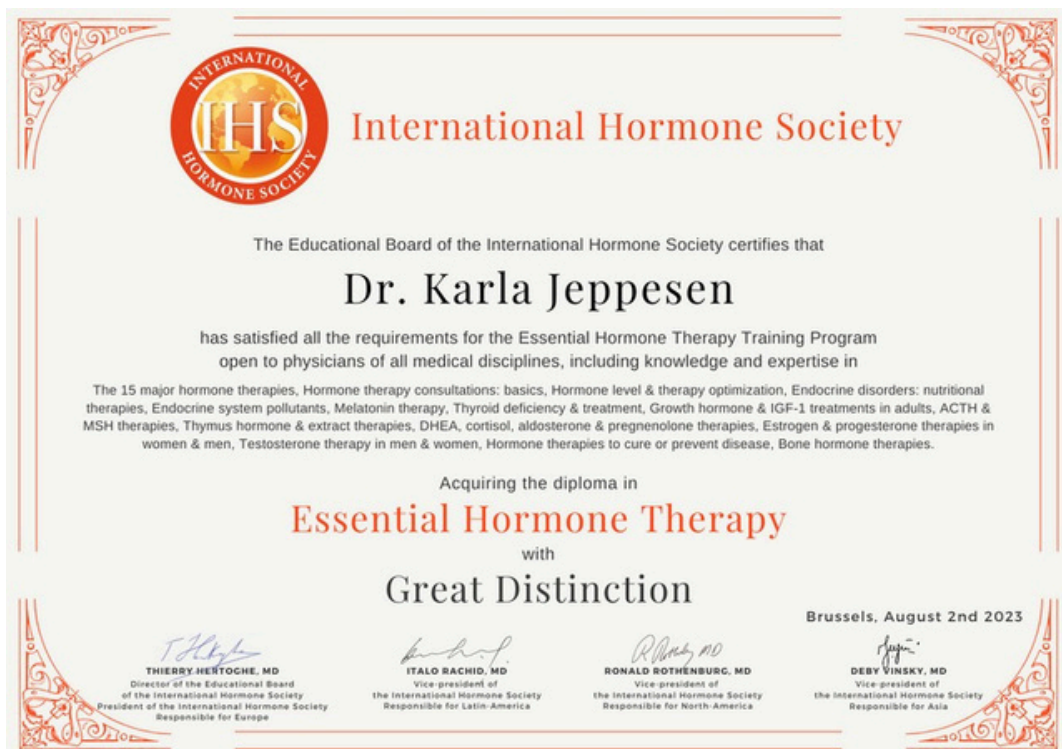 INTERNATIONAL
IHS
HORMONE SOCIETY
International Hormone Society
The Educational Board of the International Hormone Society certifies that
Dr. Karla Jeppesen
has satisfied all the requirements for the Essential Hormone Therapy Training Program
open to physicians of all medical disciplines, including knowledge and expertise in
The 15 major hormone therapies, Hormone therapy consultations: basics, Hormone level & therapy optimization, Endocrine disorders: nutritional
therapies, Endocrine system pollutants, Melatonin therapy, Thyroid deficiency & treatment, Growth hormone & IGF-1 treatments in adults, ACTH &
MSH therapies, Thymus hormone & extract therapies, DHEA, cortisol, aldosterone & pregnenolone therapies, Estrogen & progesterone therapies in
women & men, Testosterone therapy in men & women, Hormone therapies to cure or prevent disease, Bone hormone therapies.
Acquiring the diploma in
Essential Hormone Therapy
with
Great Distinction
Brussels, August 2nd 2023
THIERRY HERTOGHE, MD
Director of the Educational Board
of the International Hormone Society
President of the International Hormone Society
Responsible for Europe
ITALO RACHID, MD
Vice-president of
the International Hormone Society
Responsible for Latin-America
RONALD ROTHENBURG, MD
Vice-president of
the International Hormone Society
Responsible for North-America
DEBY VINSKY, MD
Vice-president of
the International Hormone Society
Responsible for Asia